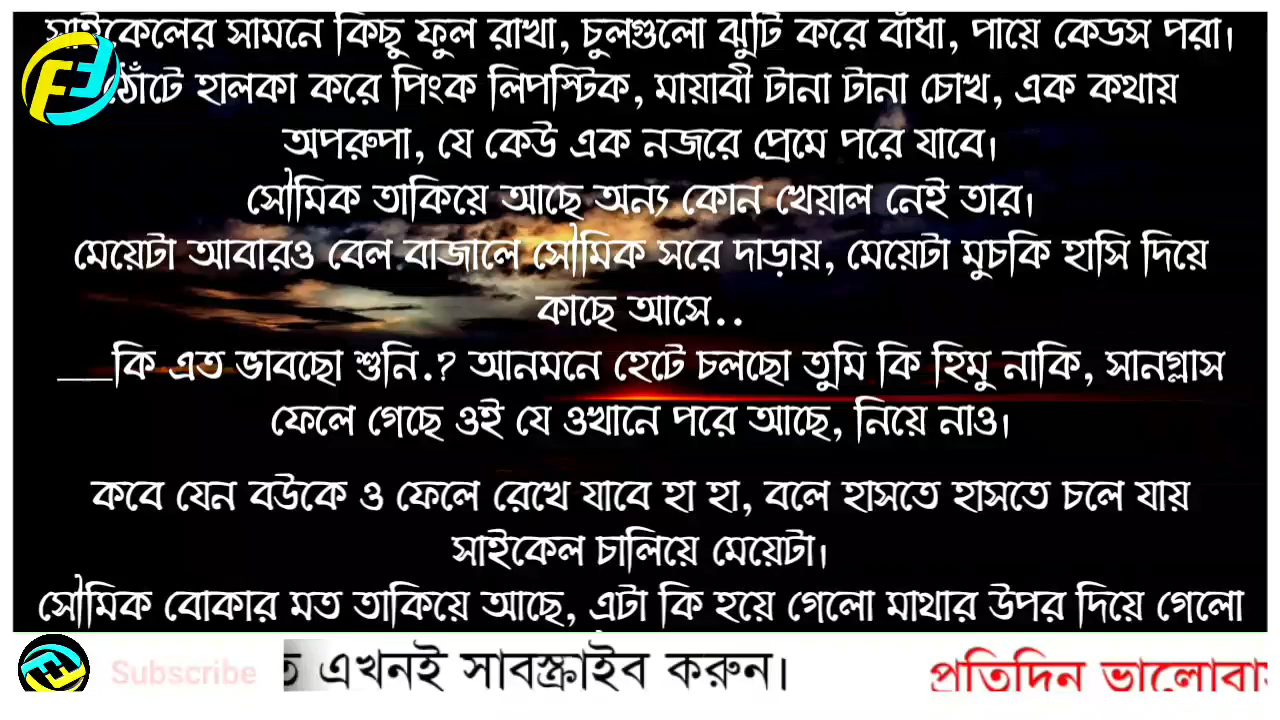 সাইকেলের সামনে কিছু ফুল রাখা, চুলগুলো ঝুটি করে বাঁধা, পায়ে কেডস পরা।
ঠোঁটে হালকা করে পিংক লিপস্টিক, মায়াবী টানা টানা চোখ, এক কথায়
অপরুপা, যে কেউ এক নজরে প্রেমে পরে যাবে।
সৌমিক তাকিয়ে আছে অন্য কোন খেয়াল নেই তার।
মেয়েটা আবারও বেল বাজালে সৌমিক সরে দাড়ায়, মেয়েটা মুচকি হাসি দিয়ে
কাছে আসে..
__কি এত ভাবছো শুনি.? আনমনে হেটে চলছো তুমি কি হিমু নাকি, সানগ্লাস
ফেলে গেছে ওই যে ওখানে পরে আছে, নিয়ে নাও।
কবে যেন বউকে ও ফেলে রেখে যাবে হা হা, বলে হাসতে হাসতে চলে যায়
সাইকেল চালিয়ে মেয়েটা।
সৌমিক বোকার মত তাকিয়ে আছে, এটা কি হয়ে গেলো মাথার উপর দিয়ে গেলো
Subscribe এখনই সাবস্ক্রাইব করুন। প্রতিদিন